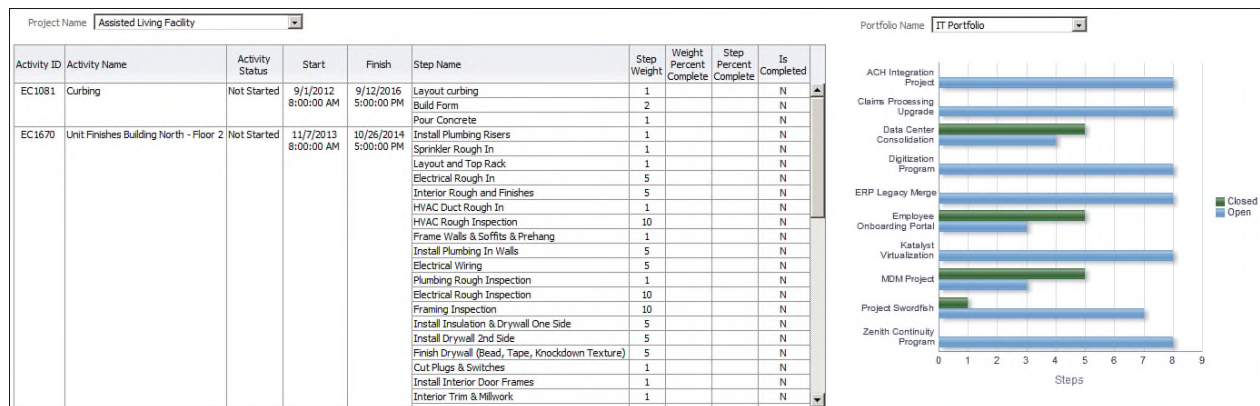 Project Name Assisted Living Facility
Activity ID Activity Name Activity Status Start Finish Step Name Step Weight Weight Percent Complete Step Percent Complete Is Completed
EC1081 Curbing Not Started 9/1/2012 8:00:00 AM 9/12/2016 5:00:00 PM Layout curbing 1 N
Build Form 2 N
Pour Concrete 1 N
EC1670 Unit Finishes Building North - Floor 2 Not Started 11/7/2013 8:00:00 AM 10/26/2014 5:00:00 PM Install Plumbing Risers 1 N
Sprinkler Rough In 1 N
Layout and Top Rack 1 N
Electrical Rough In 5 N
Interior Rough and Finishes 5 N
HVAC Duct Rough In 1 N
HVAC Rough Inspection 10 N
Frame Walls & Soffits & Prehang 1 N
Install Plumbing In Walls 5 N
Electrical Wiring 5 N
Plumbing Rough Inspection 1 N
Electrical Rough Inspection 10 N
Framing Inspection 10 N
Install Insulation & Drywall One Side 5 N
Install Drywall 2nd Side 5 N
Finish Drywall (Bead, Tape, Knockdown Texture) 5 N
Cut Plugs & Switches 1 N
Install Interior Door Frames 1 N
Interior Trim & Millwork 1 N
Portfolio Name IT Portfolio
ACH Integration
Project
Claims Processing
Upgrade
Data Center
Consolidation
Digitization
Program
ERP Legacy Merge
Employee
Onboarding Portal
Katalyst
Virtualization
MDM Project
Project Swordfish
Zenith Continuity
Program
0 1 2 3 4 5 6 7 8 9
Steps
Closed
Open